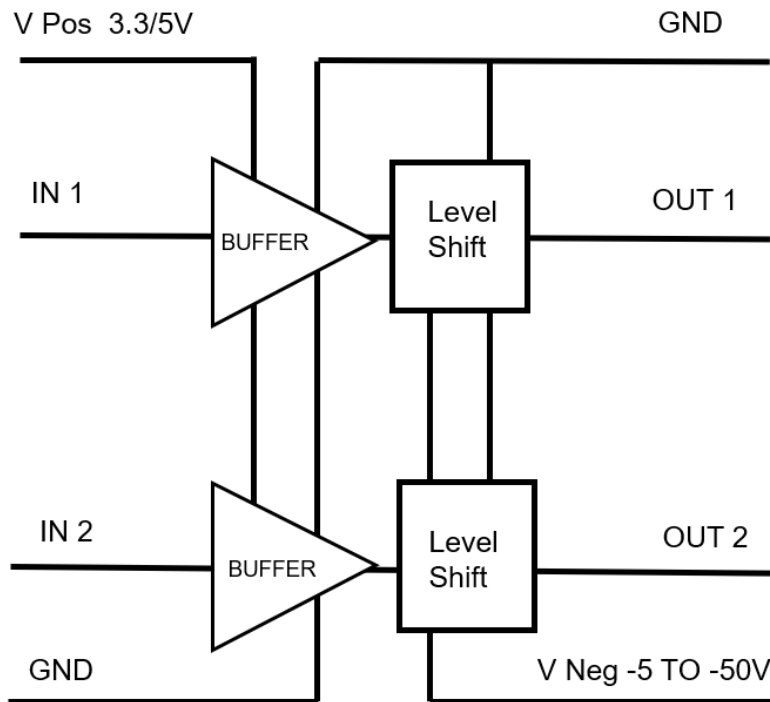 V Pos 3.3/5V
GND
IN 1
BUFFER
Level
Shift
OUT 1
IN 2
BUFFER
Level
Shift
OUT 2
GND
V Neg -5 TO -50V